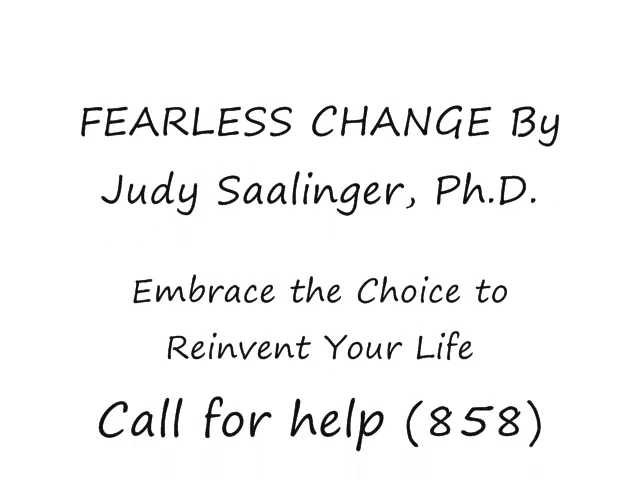 FEARLESS CHANGE By
Judy Saalinger, Ph.D.
Embrace the Choice to
Reinvent Your Life
Call for help (858)